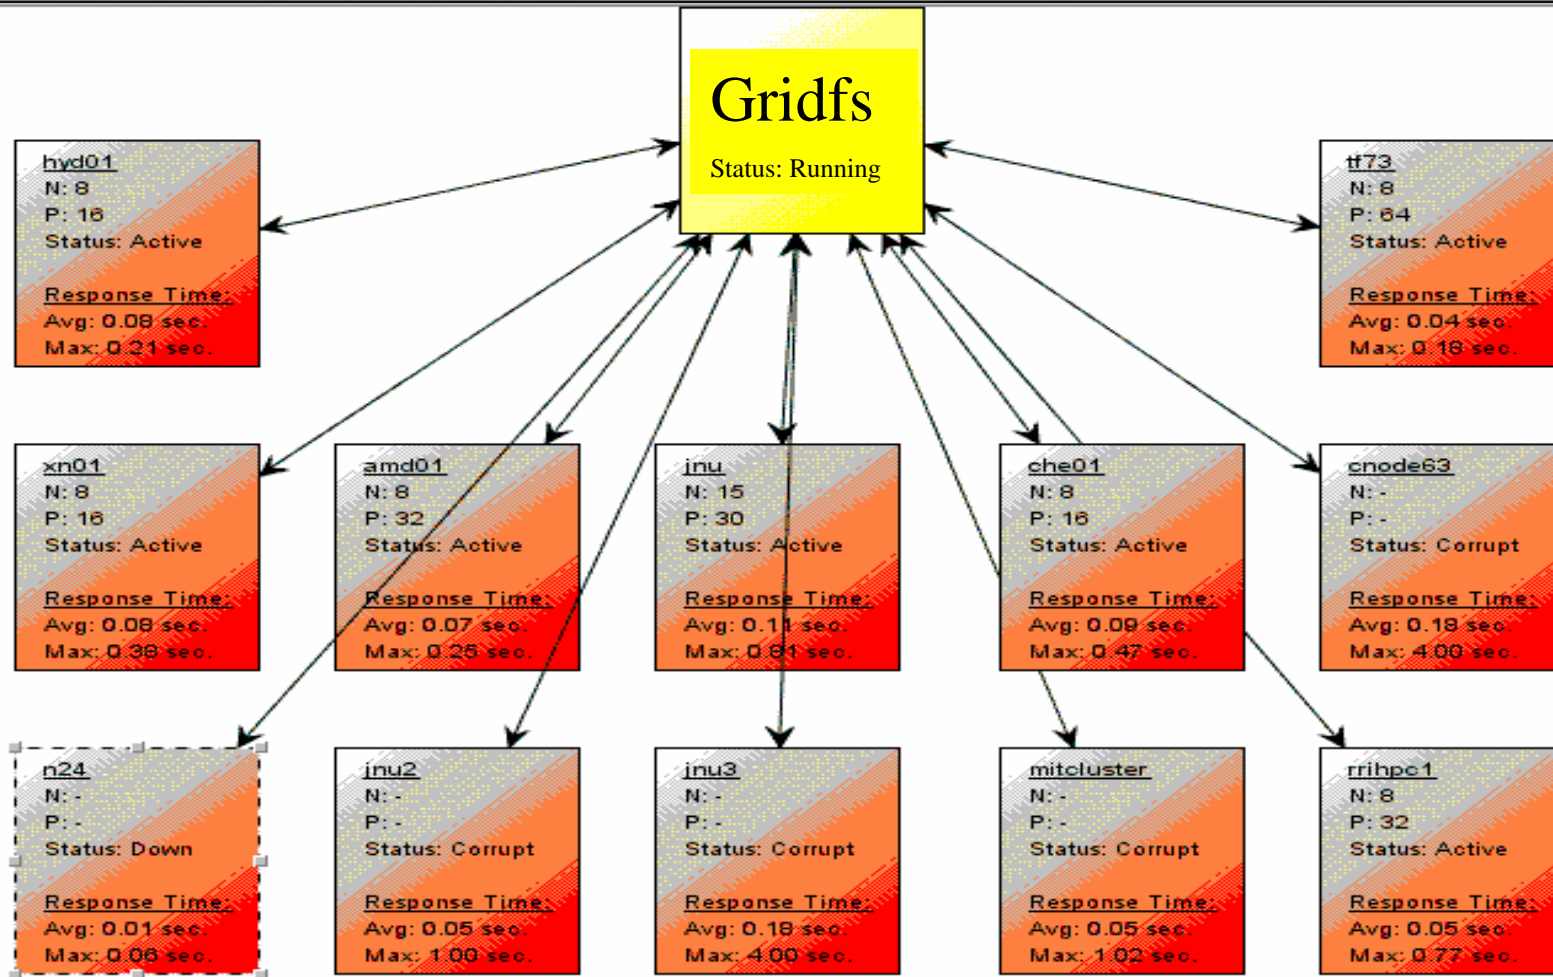 Gridfs
Status: Running
hyd01
N: 8
P: 16
Status: Active
Response Time:
Avg: 0.08 sec.
Max: 0.21 sec.
tf73
N: 8
P: 64
Status: Active
Response Time:
Avg: 0.04 sec.
Max: 0.18 sec.
xn01
N: 8
P: 16
Status: Active
Response Time:
Avg: 0.08 sec.
Max: 0.38 sec.
amd01
N: 8
P: 32
Status: Active
Response Time:
Avg: 0.07 sec.
Max: 0.25 sec.
jnu
N: 15
P: 30
Status: Active
Response Time:
Avg: 0.11 sec.
Max: 0.81 sec.
che01
N: 8
P: 16
Status: Active
Response Time:
Avg: 0.09 sec.
Max: 0.47 sec.
cnode63
N: -
P: -
Status: Corrupt
Response Time:
Avg: 0.18 sec.
Max: 4.00 sec.
n24
N: -
P: -
Status: Down
Response Time:
Avg: 0.01 sec.
Max: 0.06 sec.
jnu2
N: -
P: -
Status: Corrupt
Response Time:
Avg: 0.05 sec.
Max: 1.00 sec.
jnu3
N: -
P: -
Status: Corrupt
Response Time:
Avg: 0.18 sec.
Max: 4.00 sec.
mitcluster
N: -
P: -
Status: Corrupt
Response Time:
Avg: 0.05 sec.
Max: 1.02 sec.
rrihpc1
N: 8
P: 32
Status: Active
Response Time:
Avg: 0.05 sec.
Max: 0.77 sec.